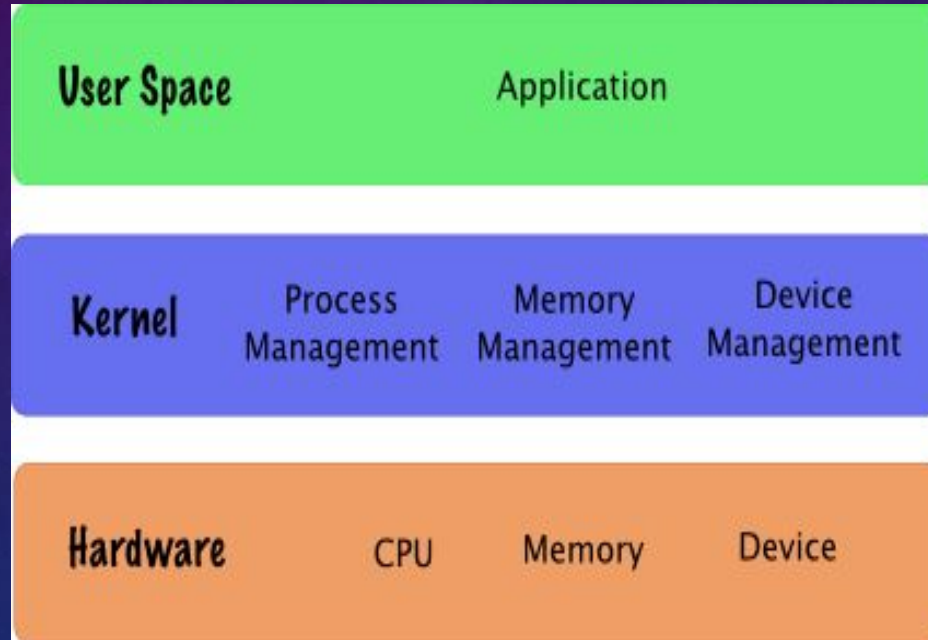 User Space
Application
Kernel
Process
Management
Memory
Management
Device
Management
Hardware
CPU
Memory
Device